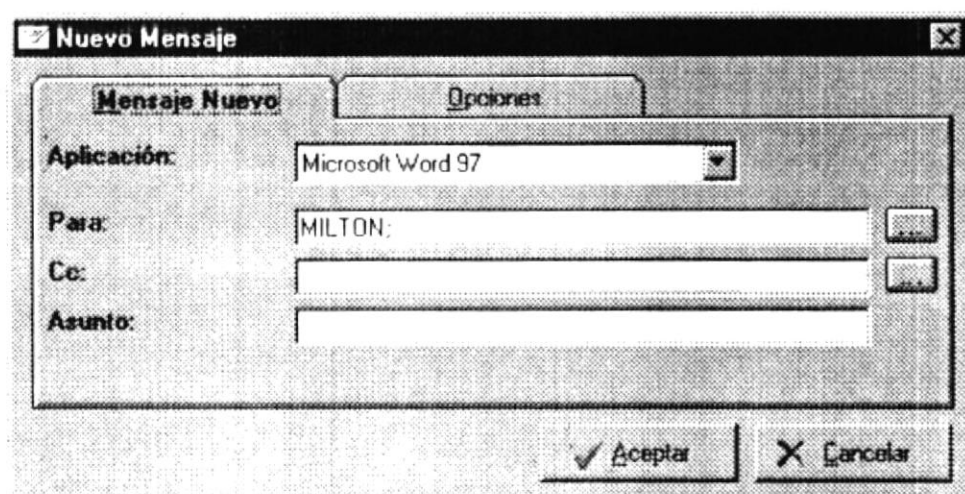 Nuevo Mensaje
Mensaje Nuevo Opciones
Aplicación: Microsoft Word 97
Para: MILTON; ...
Cc: ...
Asunto:
Aceptar Cancelar